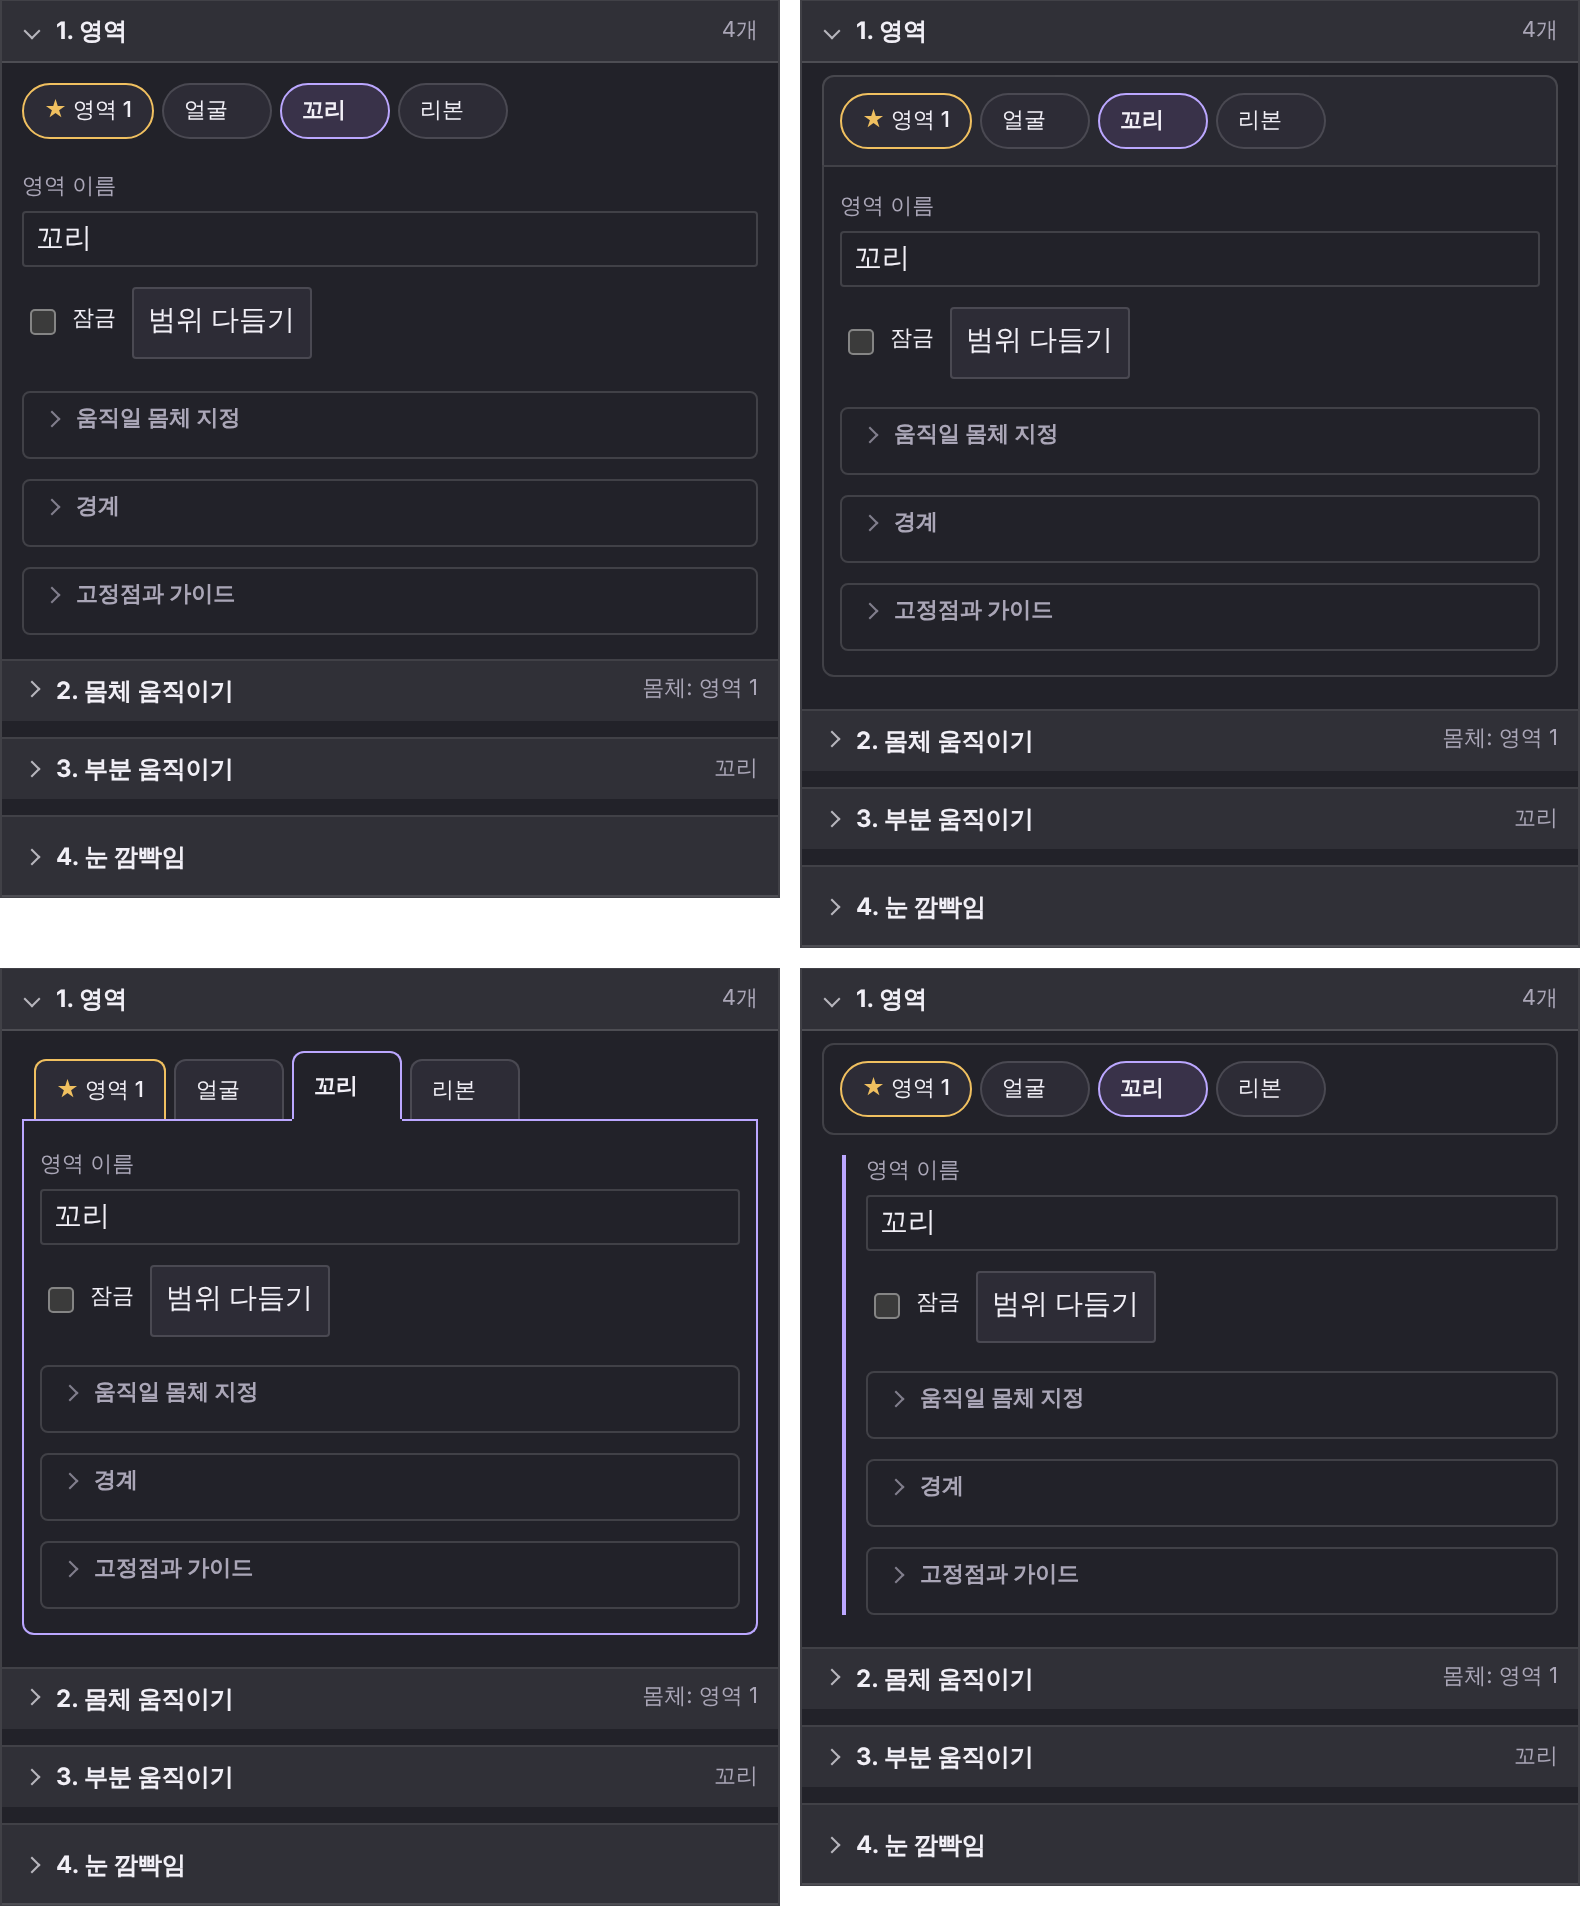 1. 영역 4개
★ 영역 1 얼굴 꼬리 리본
영역 이름
꼬리
잠금 범위 다듬기
움직일 몸체 지정
경계
고정점과 가이드
2. 몸체 움직이기 몸체: 영역 1
3. 부분 움직이기 꼬리
4. 눈 깜빡임
1. 영역 4개
★ 영역 1 얼굴 꼬리 리본
영역 이름
꼬리
잠금 범위 다듬기
움직일 몸체 지정
경계
고정점과 가이드
2. 몸체 움직이기 몸체: 영역 1
3. 부분 움직이기 꼬리
4. 눈 깜빡임
1. 영역 4개
★ 영역 1 얼굴 꼬리 리본
영역 이름
꼬리
잠금 범위 다듬기
움직일 몸체 지정
경계
고정점과 가이드
2. 몸체 움직이기 몸체: 영역 1
3. 부분 움직이기 꼬리
4. 눈 깜빡임
1. 영역 4개
★ 영역 1 얼굴 꼬리 리본
영역 이름
꼬리
잠금 범위 다듬기
움직일 몸체 지정
경계
고정점과 가이드
2. 몸체 움직이기 몸체: 영역 1
3. 부분 움직이기 꼬리
4. 눈 깜빡임